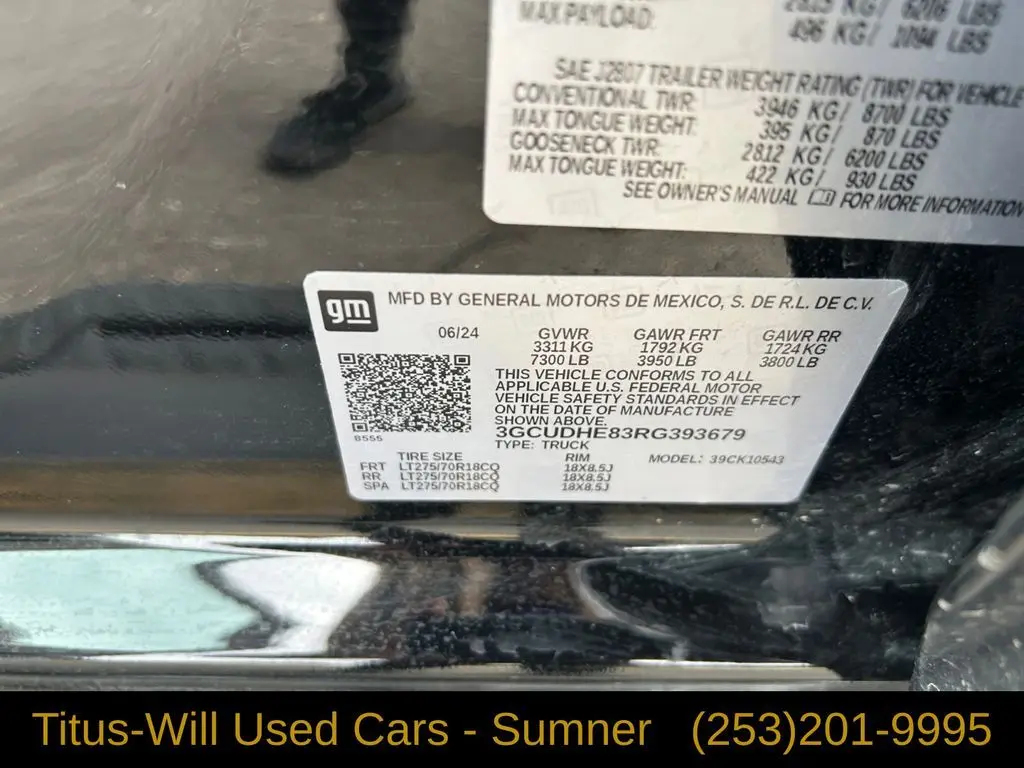 MAX PAYLOAD: 496 KG/ 1094 LBS
SAE J2807 TRAILER WEIGHT RATING (TWR) FOR VEHICLE
CONVENTIONAL TWR: 3946 KG/ 8700 LBS
MAX TONGUE WEIGHT: 395 KG/ 870 LBS
GOOSENECK TWR: 2812 KG/ 6200 LBS
MAX TONGUE WEIGHT: 422 KG/ 930 LBS
SEE OWNER'S MANUAL FOR MORE INFORMATION
gm MFD BY GENERAL MOTORS DE MEXICO, S. DE R.L. DE C.V.
06/24 GVWR GAWR FRT GAWR RR
3311 KG 1792 KG 1724 KG
7300 LB 3950 LB 3800 LB
THIS VEHICLE CONFORMS TO ALL
APPLICABLE U.S. FEDERAL MOTOR
VEHICLE SAFETY STANDARDS IN EFFECT
ON THE DATE OF MANUFACTURE
SHOWN ABOVE.
3GCUDHE83RG393679
8555 TYPE: TRUCK MODEL: 39CK10543
TIRE SIZE RIM
FRT LT275/70R18CQ 18X8.5J
RR LT275/70R18CQ 18X8.5J
SPA LT275/70R18CQ 18X8.5J
Titus-Will Used Cars - Sumner (253)201-9995